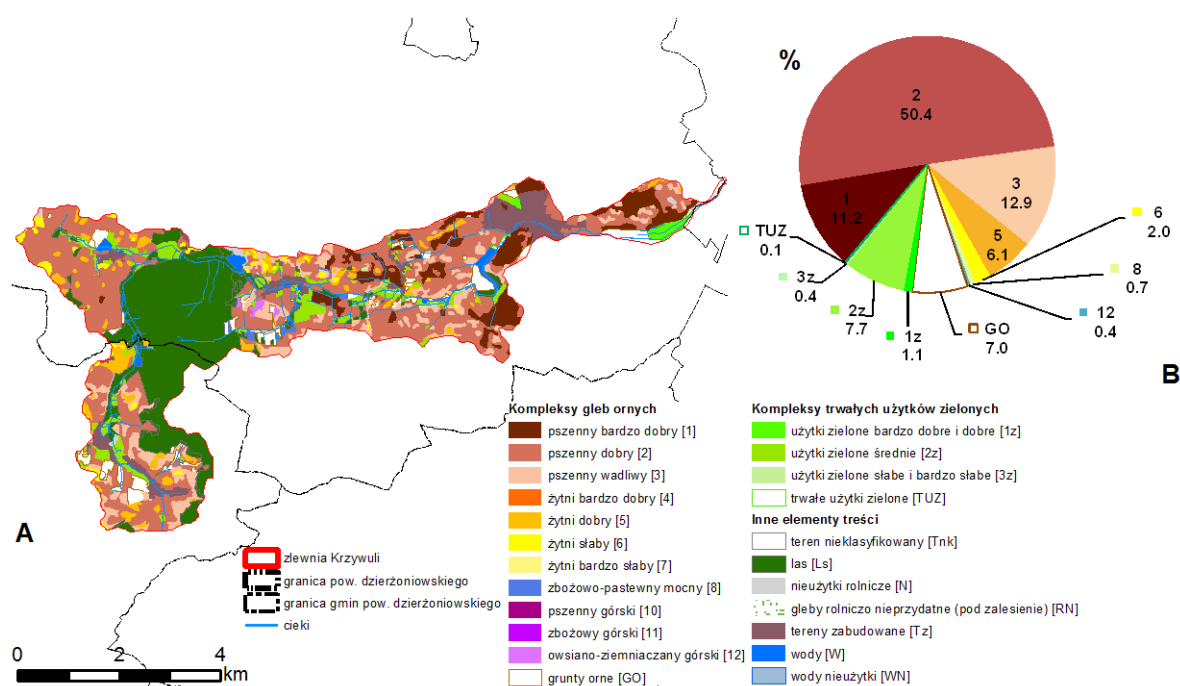 %
2
50.4
3
12.9
1
11.2
5
6.1
6
2.0
8
0.7
12
0.4
GO
7.0
1z
1.1
2z
7.7
3z
0.4
TUZ
0.1
B
A
zlewnia Krzywuli
granica pow. dzierżoniowskiego
granica gmin pow. dzierżoniowskiego
cieki
0 2 4
km
Kompleksy gleb ornych
pszenny bardzo dobry [1]
pszenny dobry [2]
pszenny wadliwy [3]
żytni bardzo dobry [4]
żytni dobry [5]
żytni słaby [6]
żytni bardzo słaby [7]
zbożowo-pastewny mocny [8]
pszenny górski [10]
zbożowy górski [11]
owsiano-ziemniaczany górski [12]
grunty orne [GO]
Kompleksy trwałych użytków zielonych
użytki zielone bardzo dobre i dobre [1z]
użytki zielone średnie [2z]
użytki zielone słabe i bardzo słabe [3z]
trwałe użytki zielone [TUZ]
Inne elementy treści
teren nieklasyfikowany [Tnk]
las [Ls]
nieużytki rolnicze [N]
gleby rolniczo nieprzydatne (pod zalesienie) [RN]
tereny zabudowane [Tz]
wody [W]
wody nieużytki [WN]